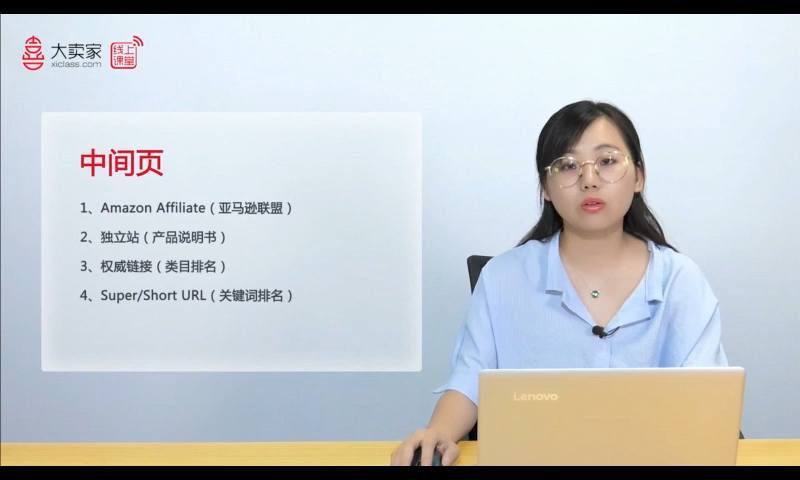 大卖家
xiclass.com
线上
课堂
中间页
1、Amazon Affiliate（亚马逊联盟）
2、独立站（产品说明书）
3、权威链接（类目排名）
4、Super/Short URL（关键词排名）
Lenovo